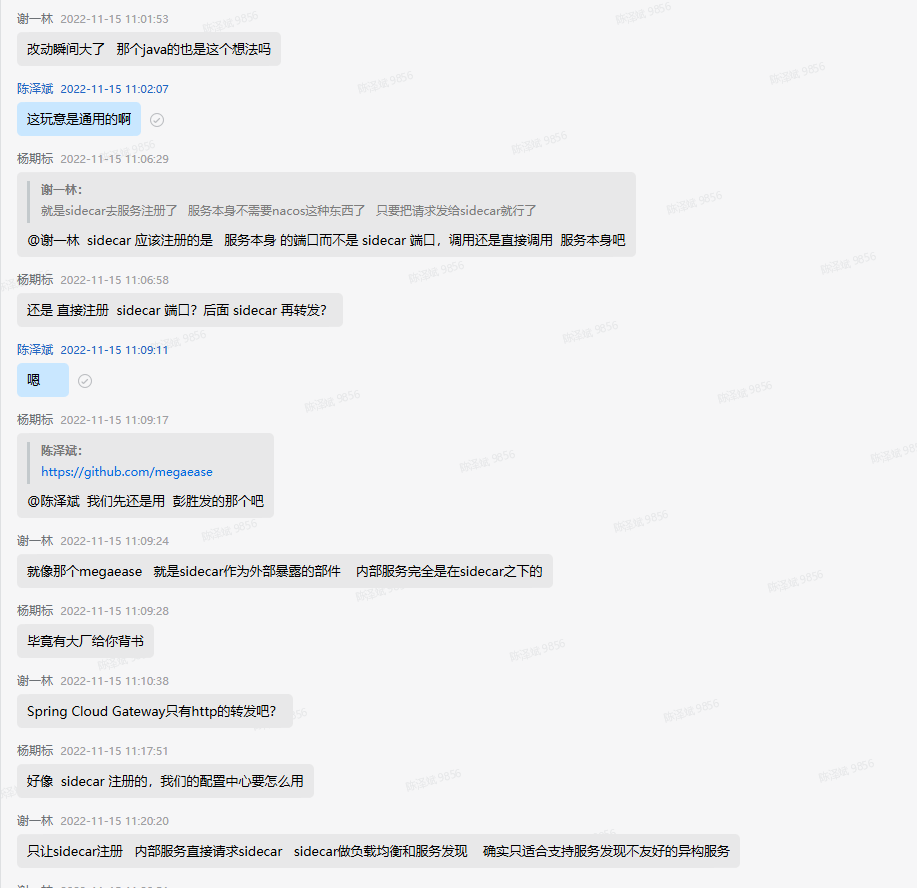 谢一林 2022-11-15 11:01:53
改动瞬间大了 那个java的也是这个想法吗
陈泽斌 2022-11-15 11:02:07
这玩意是通用的啊
杨期标 2022-11-15 11:06:29
谢一林：
就是sidecar去服务注册了 服务本身不需要nacos这种东西了 只要把请求发给sidecar就行了
@谢一林 sidecar 应该注册的是 服务本身 的端口而不是 sidecar 端口，调用还是直接调用 服务本身吧
杨期标 2022-11-15 11:06:58
还是 直接注册 sidecar 端口？后面 sidecar 再转发？
陈泽斌 2022-11-15 11:09:11
嗯
杨期标 2022-11-15 11:09:17
陈泽斌：
https://github.com/megaease
@陈泽斌 我们先还是用 彭胜发的那个吧
谢一林 2022-11-15 11:09:24
就像那个megaease 就是sidecar作为外部暴露的部件 内部服务完全是在sidecar之下的
杨期标 2022-11-15 11:09:28
毕竟有大厂给你背书
谢一林 2022-11-15 11:10:38
Spring Cloud Gateway只有http的转发吧？
杨期标 2022-11-15 11:17:51
好像 sidecar 注册的，我们的配置中心要怎么用
谢一林 2022-11-15 11:20:20
只让sidecar注册 内部服务直接请求sidecar sidecar做负载均衡和服务发现 确实只适合支持服务发现不友好的异构服务
陈泽斌 9856